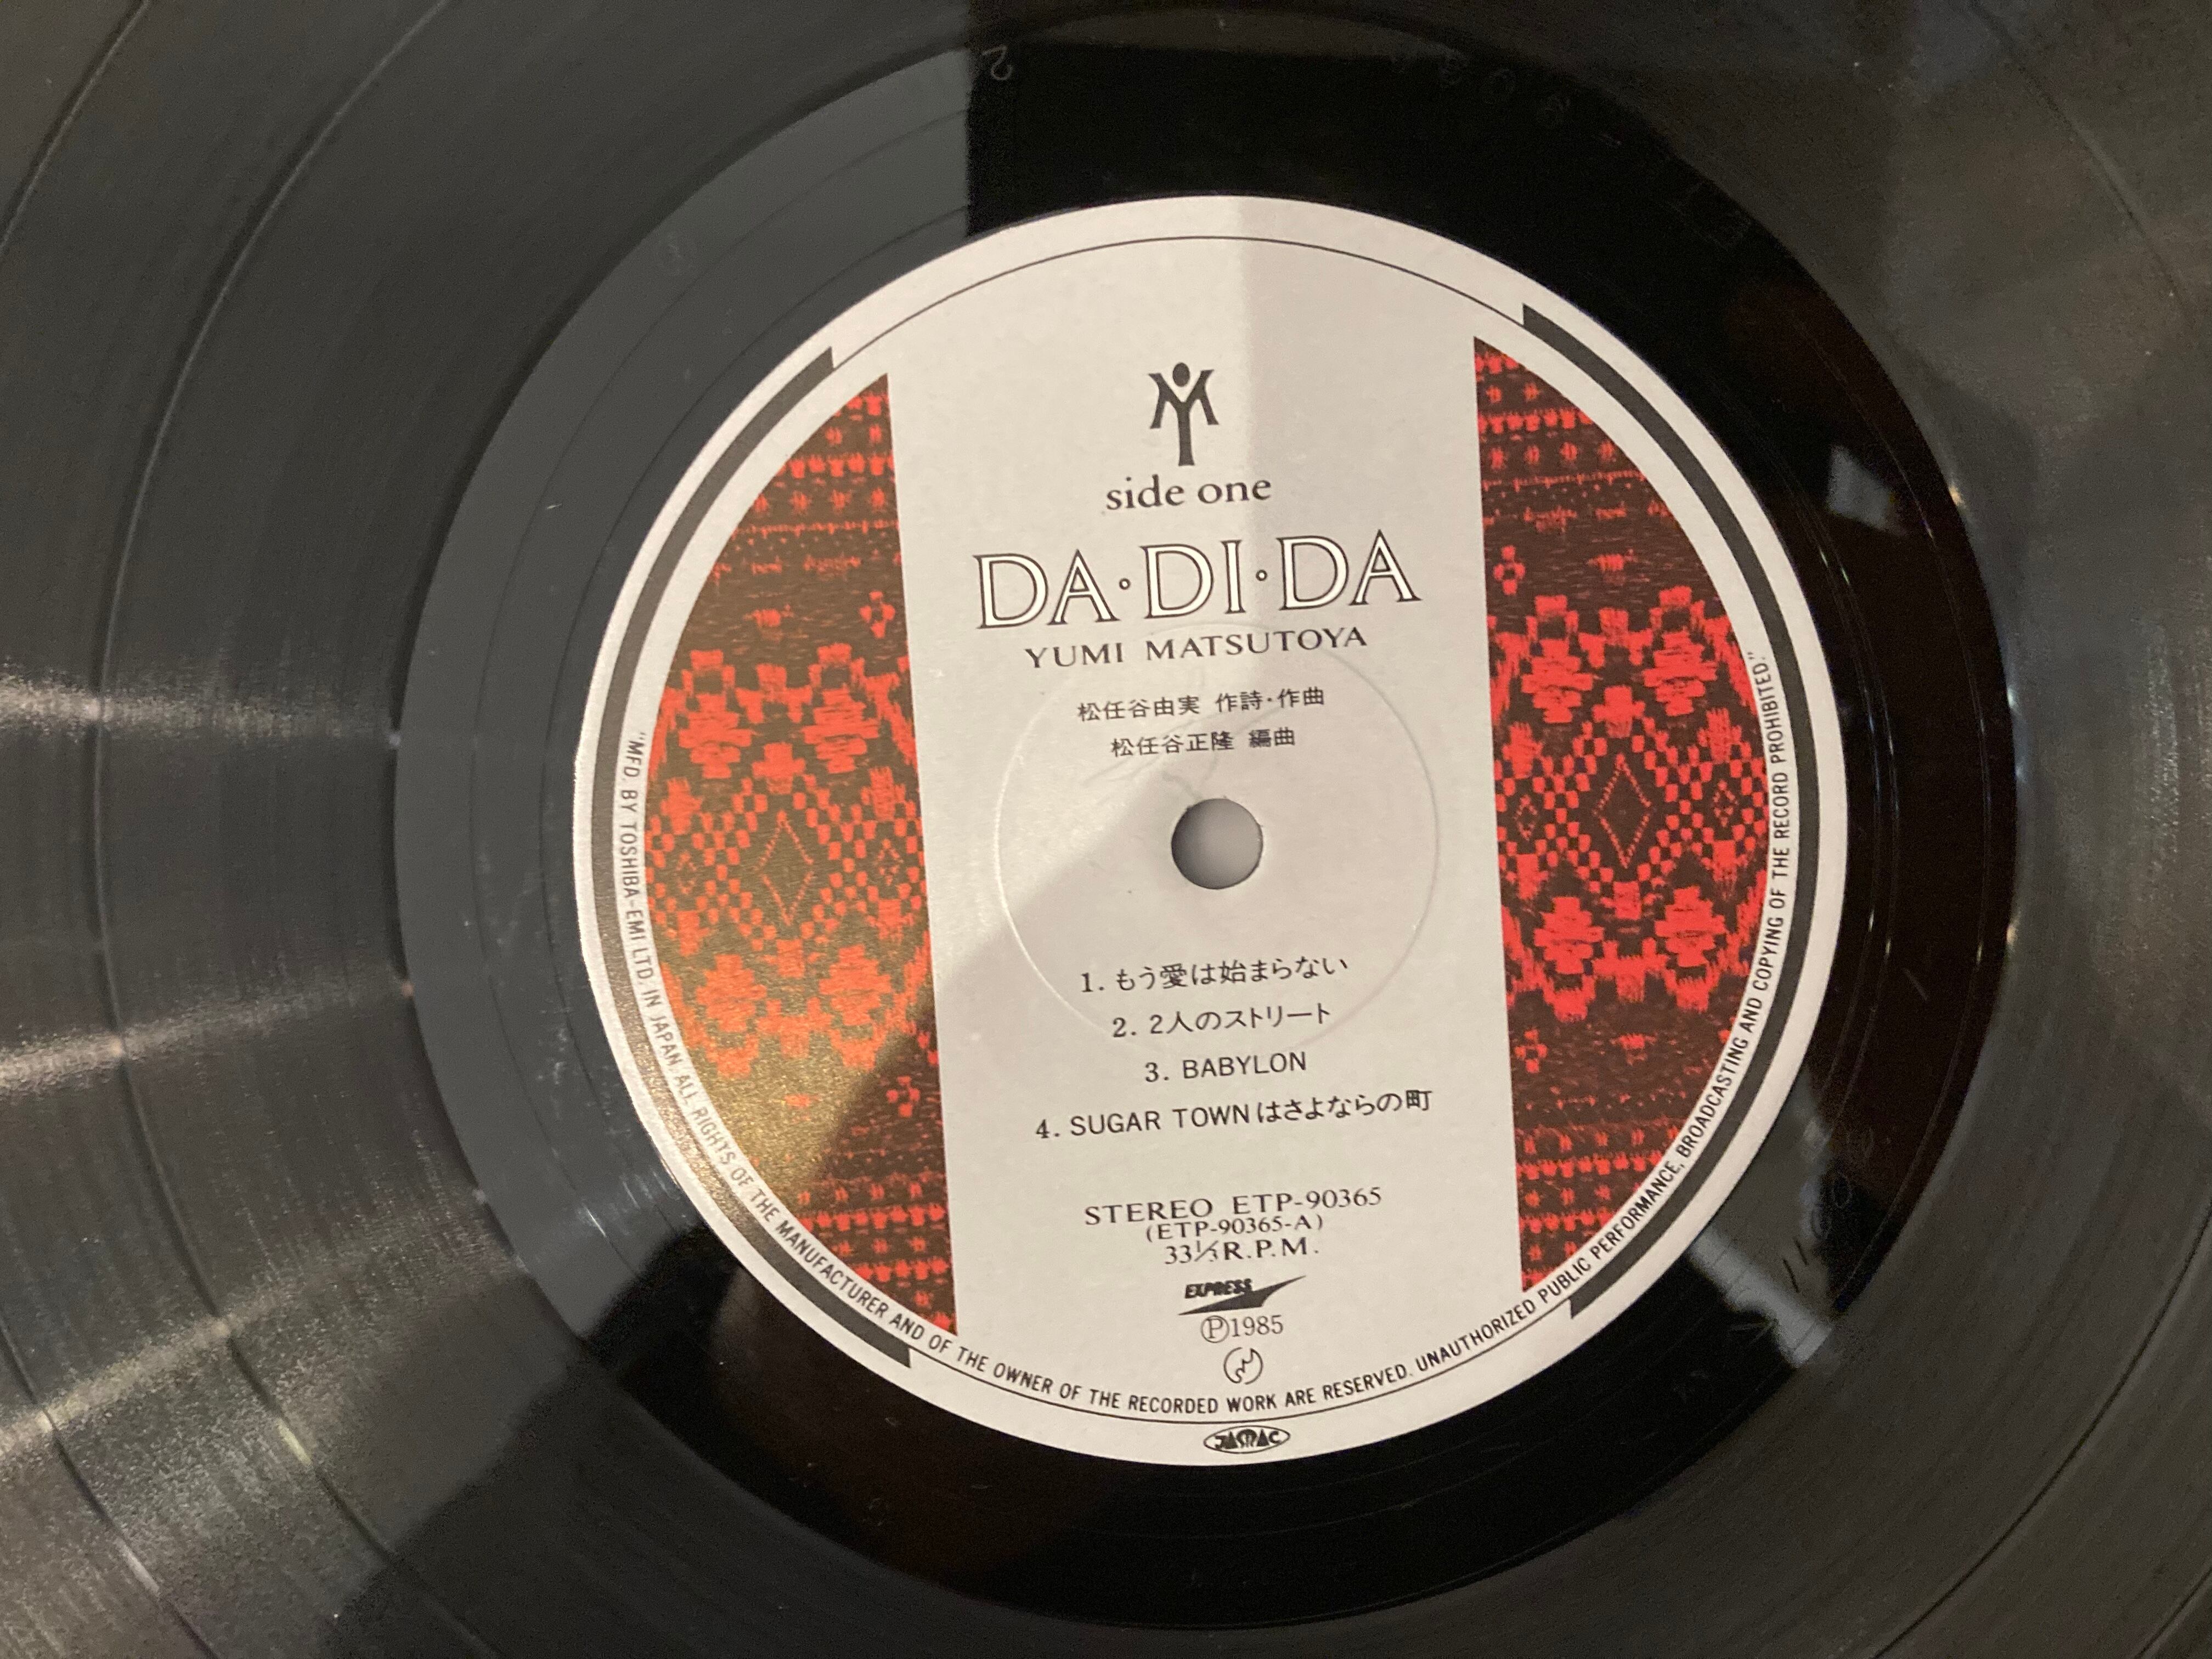 side one
DA・DI・DA
YUMI MATSUTOYA
松任谷由実 作詩・作曲
松任谷正隆 編曲
1. もう愛は始まらない
2. 2人のストリート
3. BABYLON
4. SUGAR TOWNはさよならの町
STEREO ETP-90365
(ETP-90365-A)
33⅓R.P.M.
EXPRESS
Ⓟ1985
"MFD. BY TOSHIBA-EMI LTD. IN JAPAN. ALL RIGHTS OF THE MANUFACTURER AND OF THE OWNER OF THE RECORDED WORK ARE RESERVED. UNAUTHORIZED PUBLIC PERFORMANCE, BROADCASTING AND COPYING OF THE RECORD PROHIBITED."
JASRAC
2